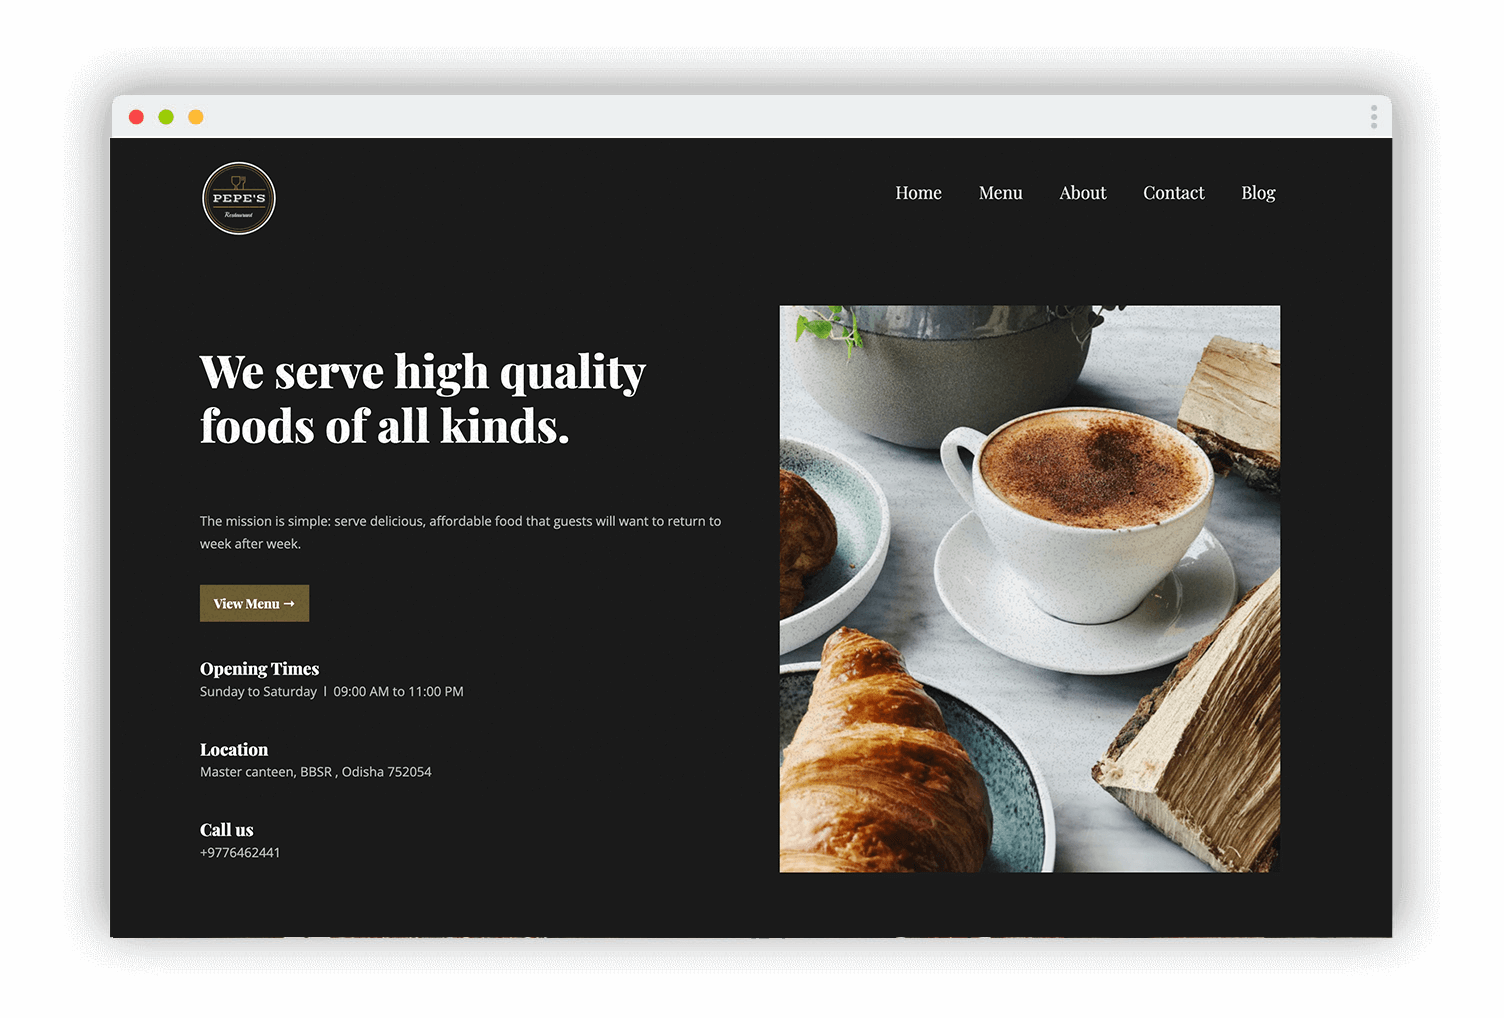 PEPE'S
Restaurant
Home Menu About Contact Blog
We serve high quality
foods of all kinds.
The mission is simple: serve delicious, affordable food that guests will want to return to
week after week.
View Menu →
Opening Times
Sunday to Saturday | 09:00 AM to 11:00 PM
Location
Master canteen, BBSR , Odisha 752054
Call us
+9776462441